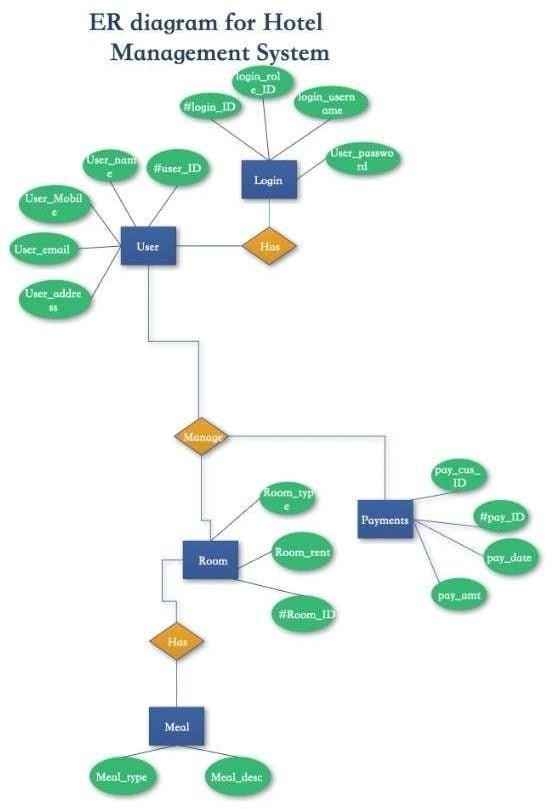 ER diagram for Hotel
Management System
login_rol
e_ID
#login_ID
login_usern
ame
User_passwo
rd
Login
User_nam
e
#user_ID
User_Mobil
e
User_email
User_addre
ss
User
Has
Manage
pay_cus_
ID
#pay_ID
pay_date
pay_amt
Payments
Room_typ
e
Room_rent
#Room_ID
Room
Has
Meal
Meal_type
Meal_desc